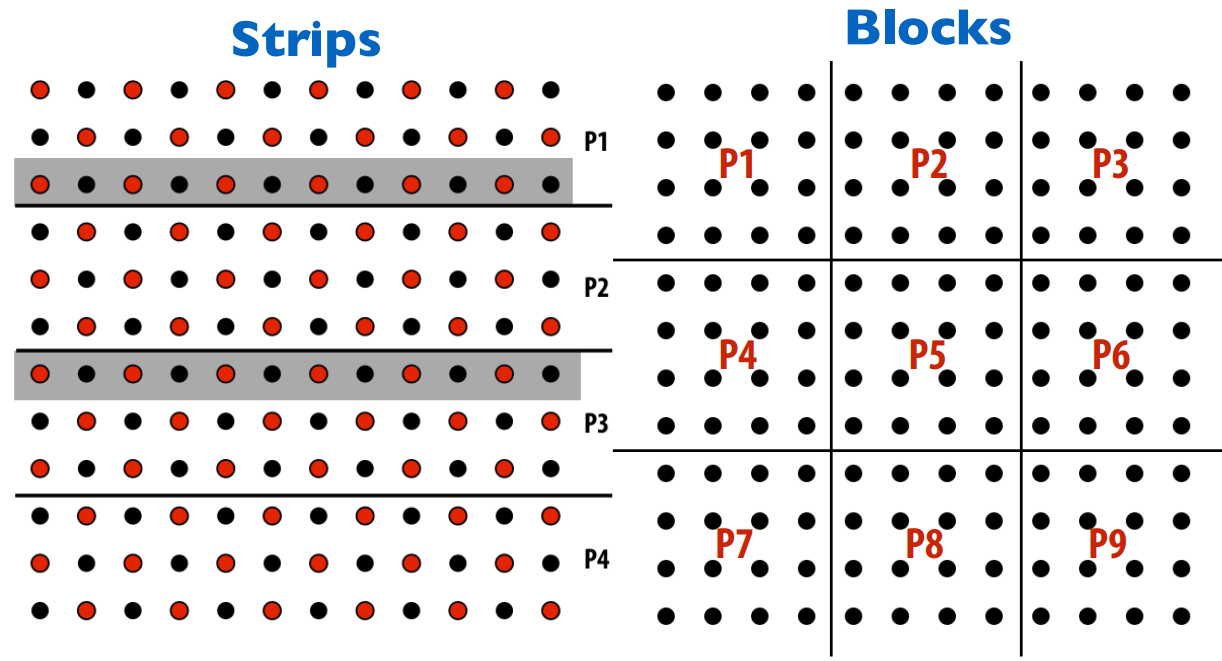 Strips
P1
P2
P3
P4
Blocks
P1 P2 P3
P4 P5 P6
P7 P8 P9